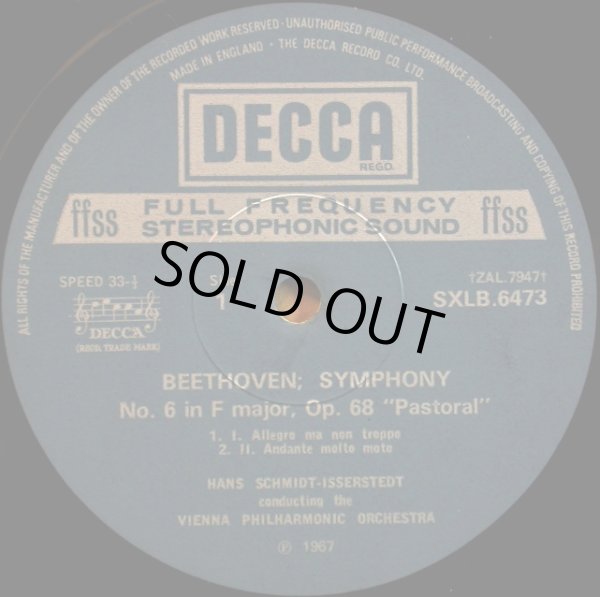 ALL RIGHTS OF THE MANUFACTURER AND OF THE OWNER OF THE RECORDED WORK RESERVED · UNAUTHORISED PUBLIC PERFORMANCE BROADCASTING AND COPYING OF THIS RECORD PROHIBITED
MADE IN ENGLAND · THE DECCA RECORD CO. LTD.
DECCA
REGD.
ffss FULL FREQUENCY ffss
STEREOPHONIC SOUND
SPEED 33-⅓
†ZAL.7947†
1
SXLB.6473
DECCA
(REGD. TRADE MARK)
SOLD OUT
BEETHOVEN; SYMPHONY
No. 6 in F major, Op. 68 "Pastoral"
1. I. Allegro ma non troppo
2. II. Andante molto moto
HANS SCHMIDT-ISSERSTEDT
conducting the
VIENNA PHILHARMONIC ORCHESTRA
℗ 1967